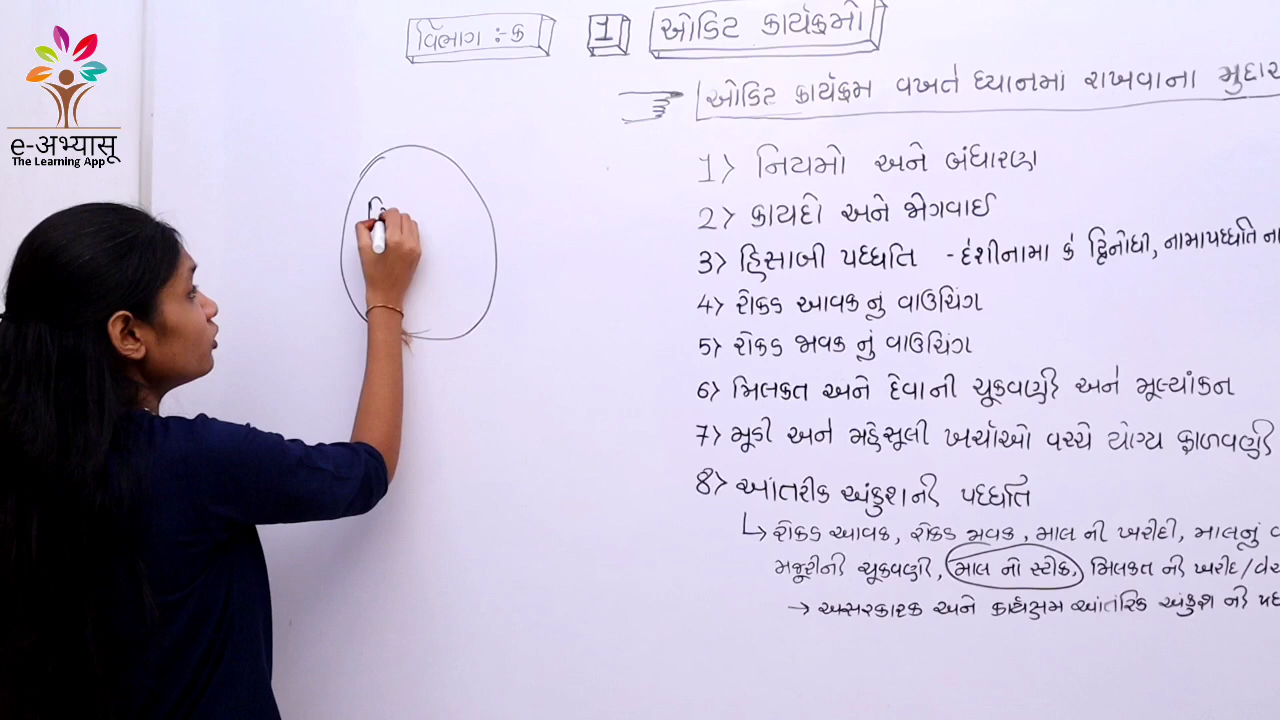 e-अभ्यासू
The Learning App
વિભાગ :- ક 1 ઓડિટ કાર્યક્રમો
ઓડિટ કાર્યક્રમ વખતે ધ્યાનમાં રાખવાના
1> નિયમો અને બંધારણ
2> કાયદો અને જોગવાઈ
3> હિસાબી પધ્ધતિ - દેશીનામા કે દ્વિનોંધી, નામાપધ્ધતિ ના
4> રોકડ આવક નું વાઉચિંગ
5> રોકડ જાવક નું વાઉચિંગ
6> મિલકત અને દેવાની ચૂકવણી અને મૂલ્યાંકન
7> મૂડી અને મહેસૂલી ખર્ચાઓ વચ્ચે યોગ્ય ફાળવણી
8> આંતરીક અંકુશ ની પધ્ધતિ
રોકડ આવક, રોકડ જાવક, માલ ની ખરીદી, માલનું
મજૂરીની ચૂકવણી, માલ નો સ્ટોક, મિલકત ની ખરીદ/
→ અસરકારક અને કાર્યક્ષમ આંતરિક અંકુશ ની